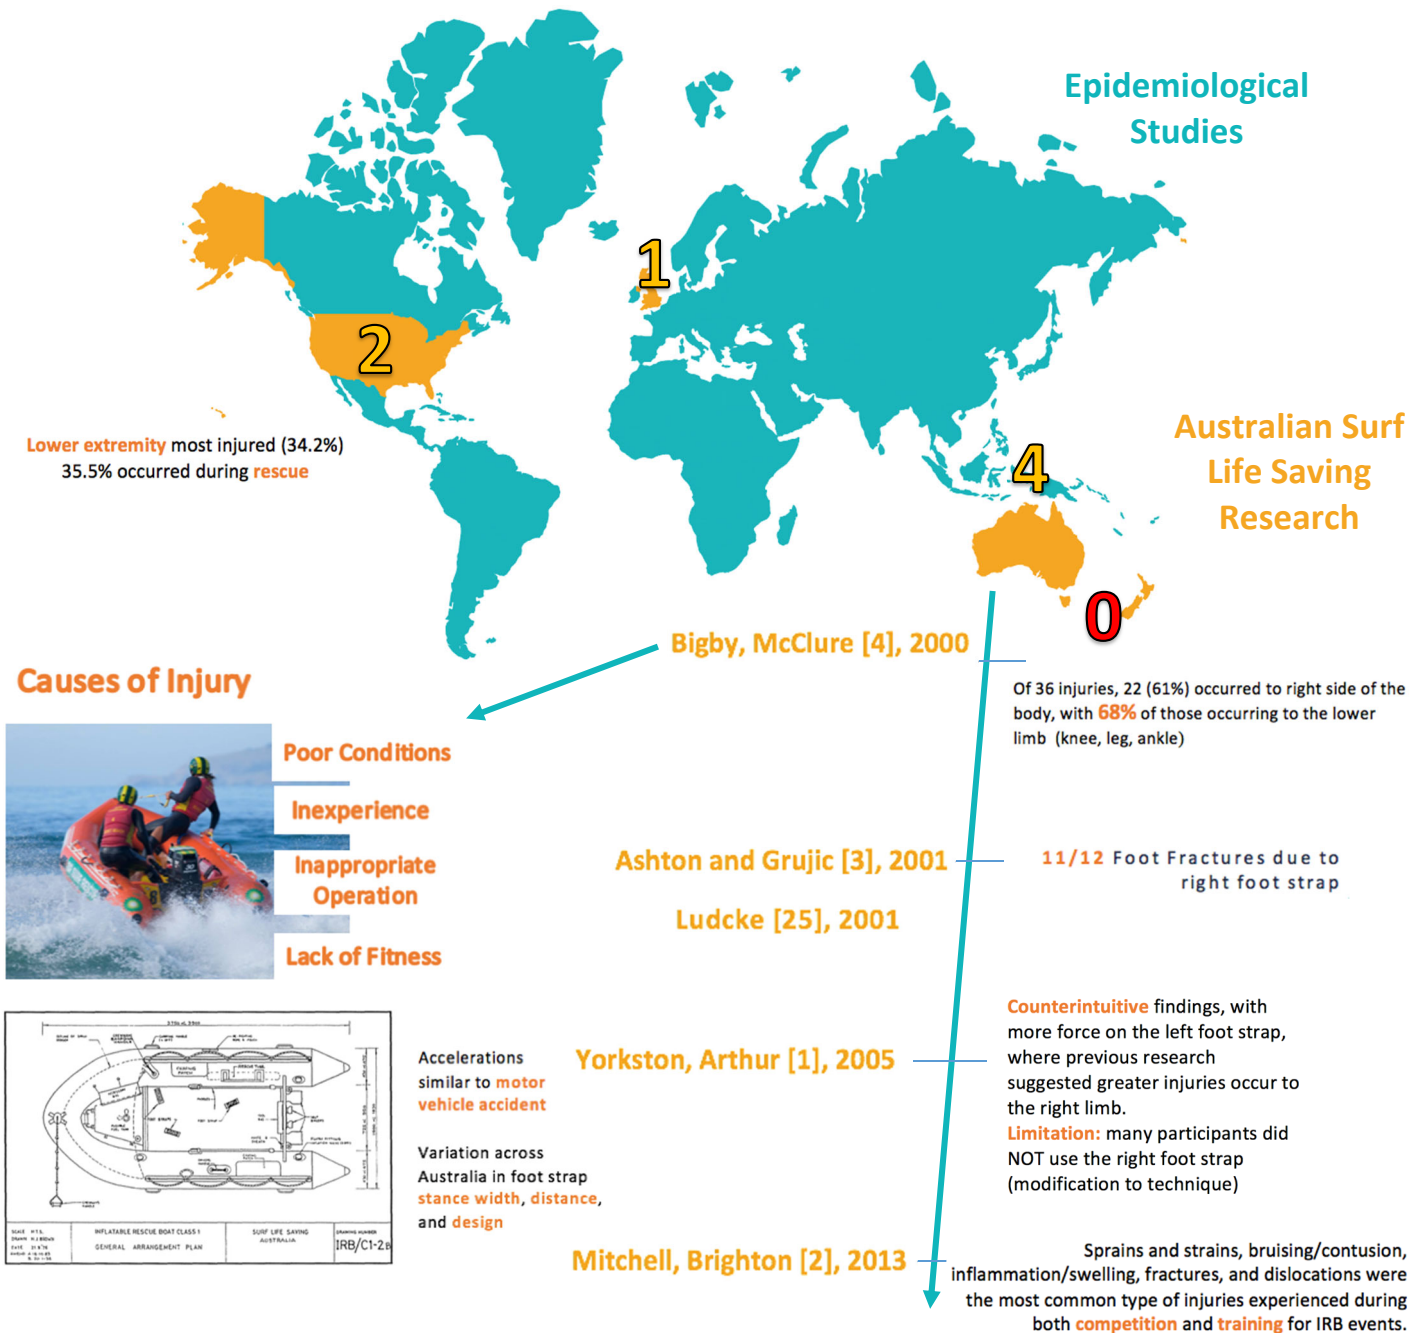 Epidemiological
Studies
1
2
Lower extremity most injured (34.2%)
35.5% occurred during rescue
4
Australian Surf
Life Saving
Research
0
Bigby, McClure [4], 2000
Of 36 injuries, 22 (61%) occurred to right side of the
body, with 68% of those occurring to the lower
limb (knee, leg, ankle)
Causes of Injury
Poor Conditions
Inexperience
Inappropriate
Operation
Lack of Fitness
Ashton and Grujic [3], 2001
11/12 Foot Fractures due to
right foot strap
Ludcke [25], 2001
Accelerations
similar to motor
vehicle accident
Variation across
Australia in foot strap
stance width, distance,
and design
Yorkston, Arthur [1], 2005
Counterintuitive findings, with
more force on the left foot strap,
where previous research
suggested greater injuries occur to
the right limb.
Limitation: many participants did
NOT use the right foot strap
(modification to technique)
INFLATABLE RESCUE BOAT CLASS 1
GENERAL ARRANGEMENT PLAN
SURF LIFE SAVING
AUSTRALIA
DRAWING NUMBER
IRB/C1-2B
Mitchell, Brighton [2], 2013
Sprains and strains, bruising/contusion,
inflammation/swelling, fractures, and dislocations were
the most common type of injuries experienced during
both competition and training for IRB events.